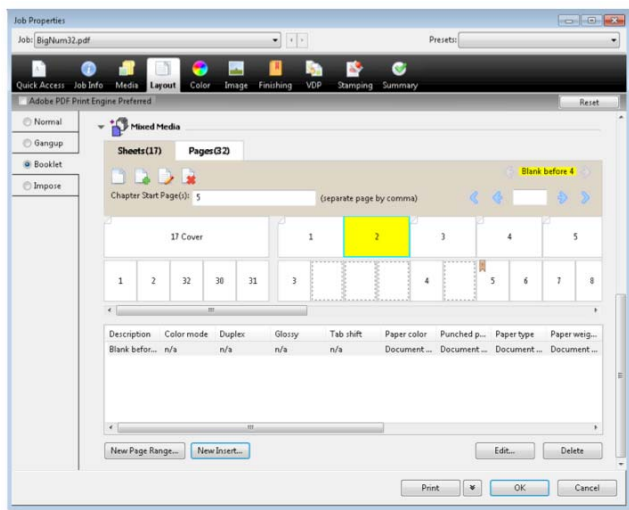 Job Properties
Job: BigNum32.pdf
Presets:
Quick Access Job Info Media Layout Color Image Finishing VDP Stamping Summary
Adobe PDF Print Engine Preferred
Reset
Normal
Gangup
Booklet
Impose
Mixed Media
Sheets(17) Pages(32)
Blank before 4
Chapter Start Page(s): 5 (separate page by comma)
17 Cover 1 2 3 4 5
1 2 32 30 31 3 4 5 6 7 8
Description Color mode Duplex Glossy Tab shift Paper color Punched p... Paper type Paper weig...
Blank befor... n/a n/a n/a n/a Document ... Document ... Document ... Document ...
New Page Range... New Insert... Edit... Delete
Print OK Cancel